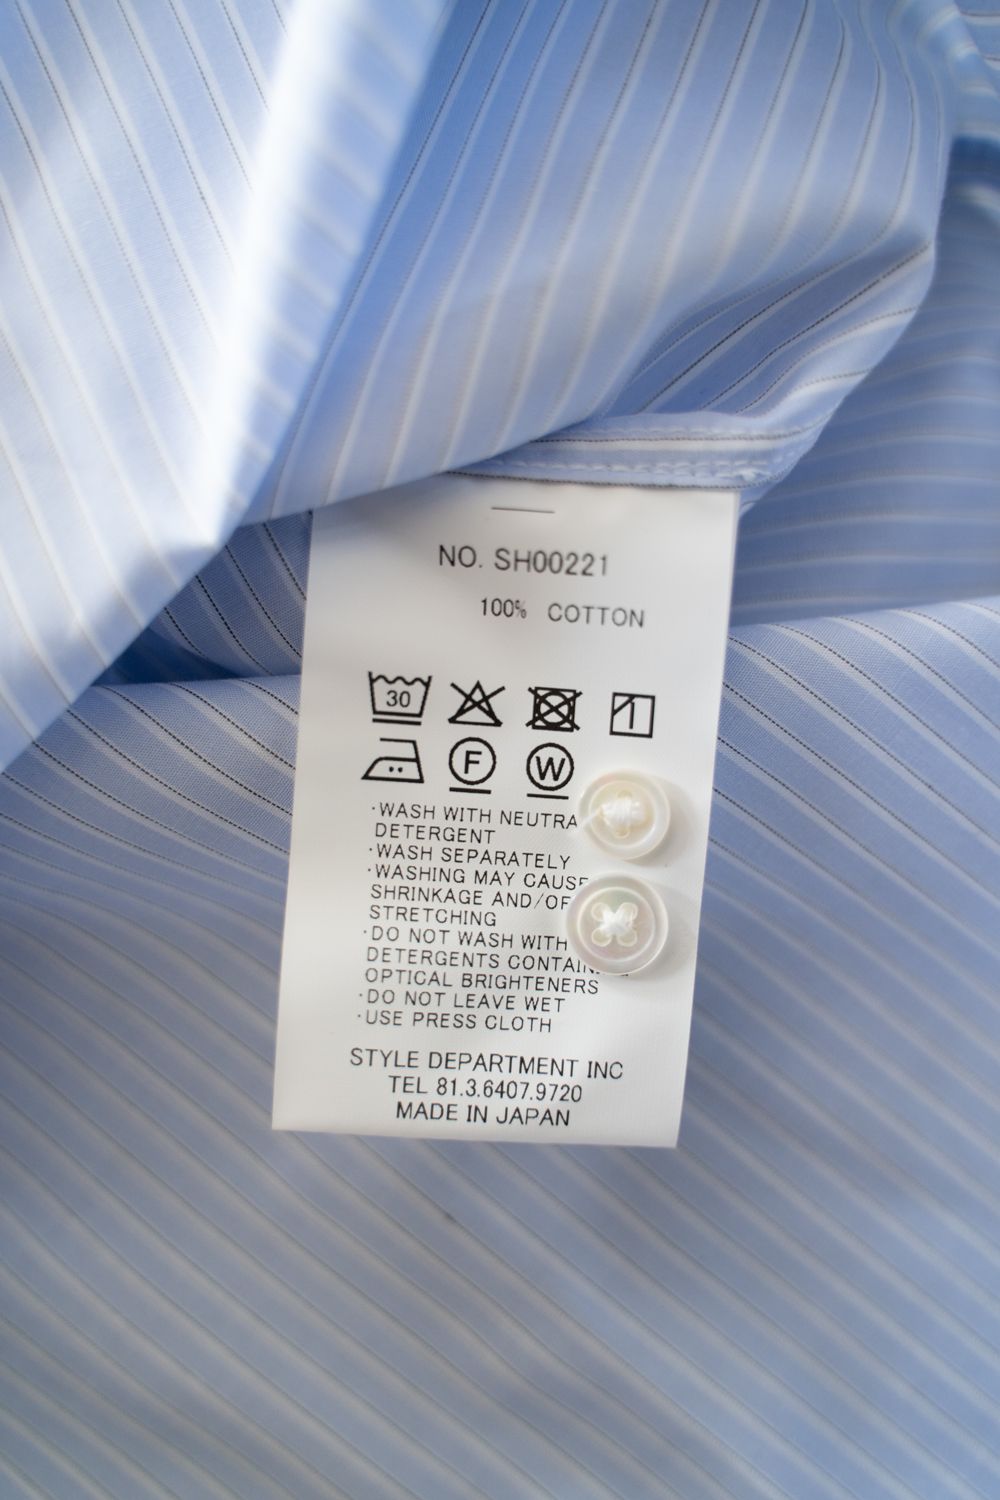 NO. SH00221
100% COTTON
30
F
W
·WASH WITH NEUTRA
DETERGENT
·WASH SEPARATELY
·WASHING MAY CAUSE
SHRINKAGE AND/OF
STRETCHING
·DO NOT WASH WITH
DETERGENTS CONTAIN
OPTICAL BRIGHTENERS
·DO NOT LEAVE WET
·USE PRESS CLOTH
STYLE DEPARTMENT INC
TEL 81.3.6407.9720
MADE IN JAPAN